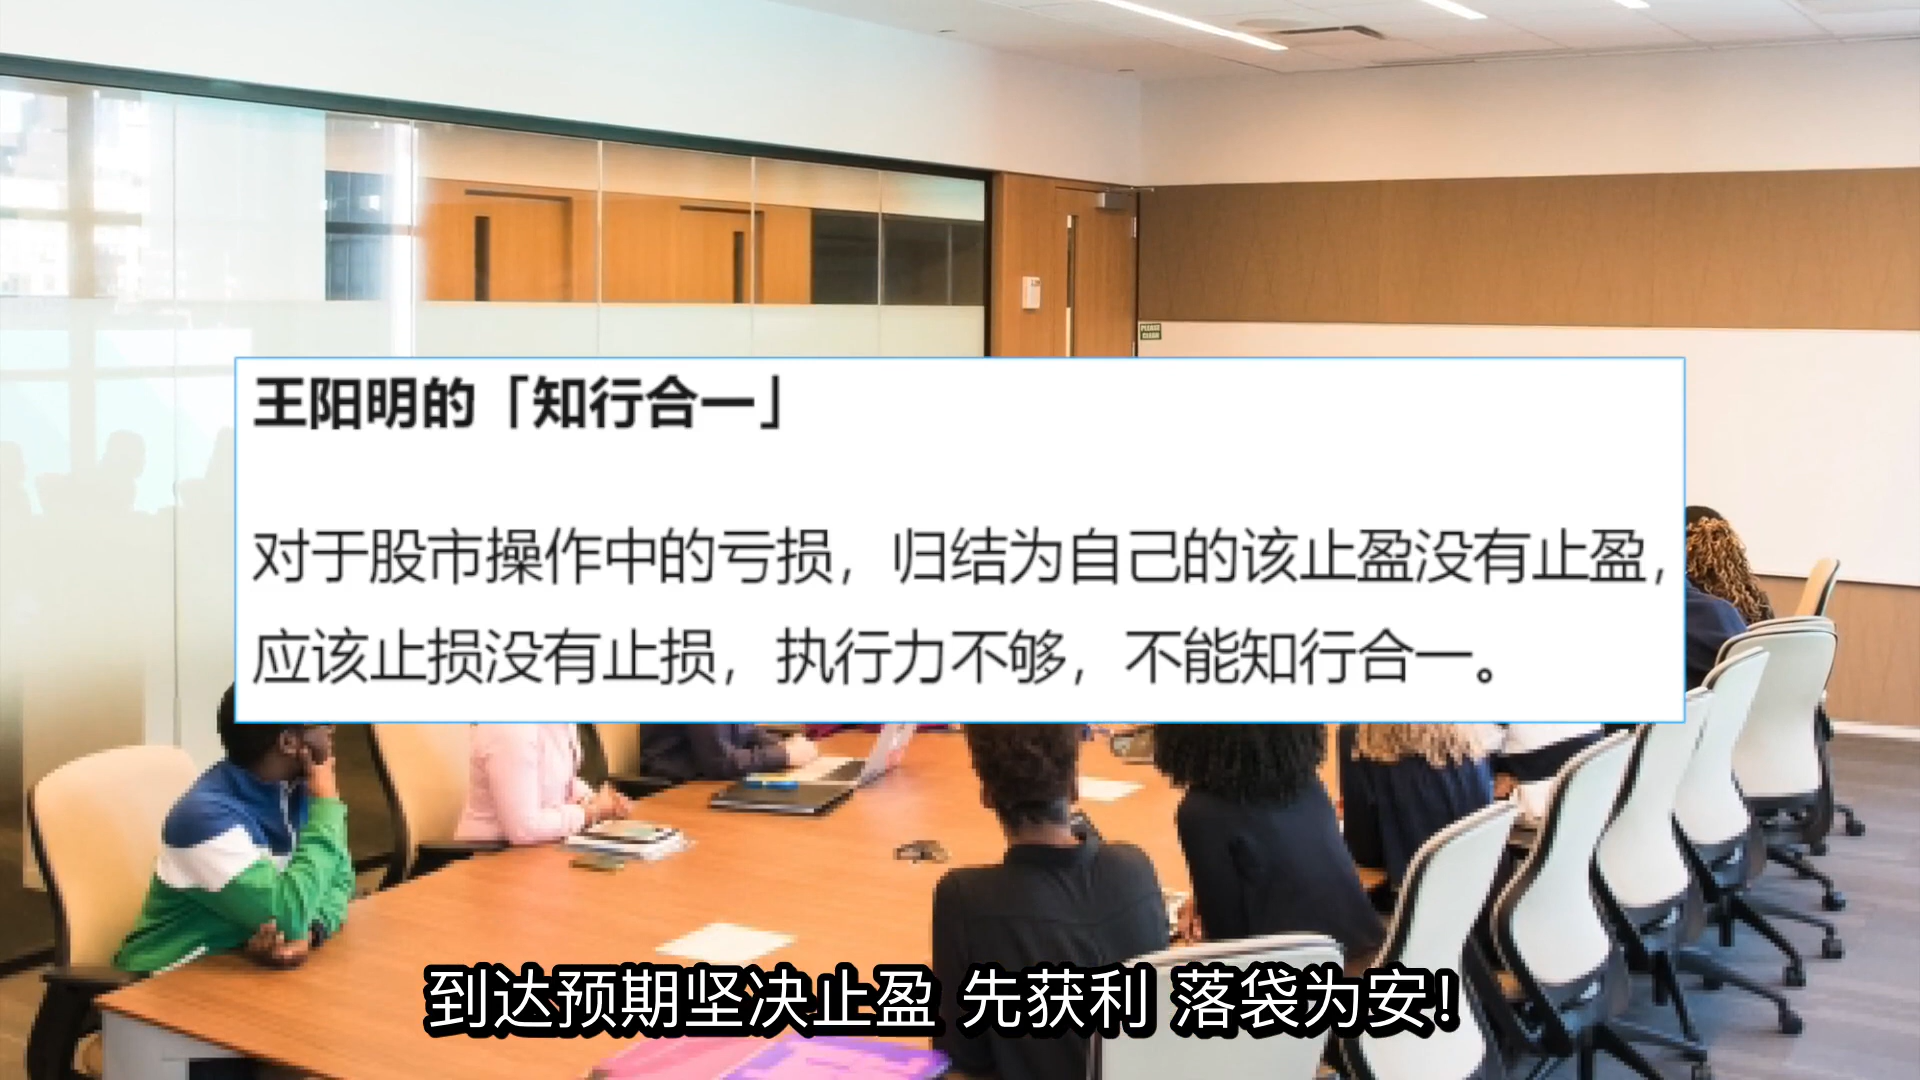 PLEASE
CLEAN
王阳明的「知行合一」
对于股市操作中的亏损，归结为自己的该止盈没有止盈，
应该止损没有止损，执行力不够，不能知行合一。
到达预期坚决止盈 先获利 落袋为安！